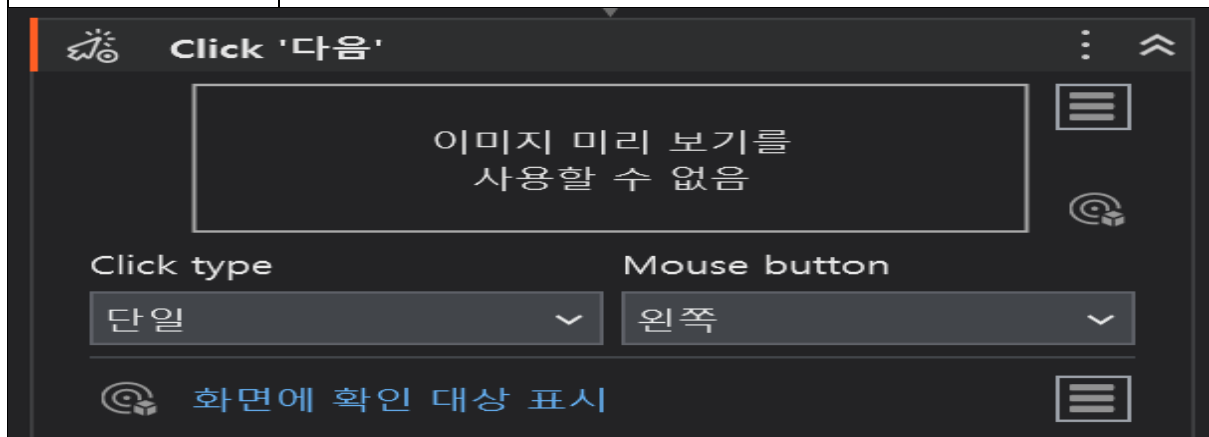 Click '다음'
이미지 미리 보기를
사용할 수 없음
Click type
Mouse button
단일
왼쪽
화면에 확인 대상 표시